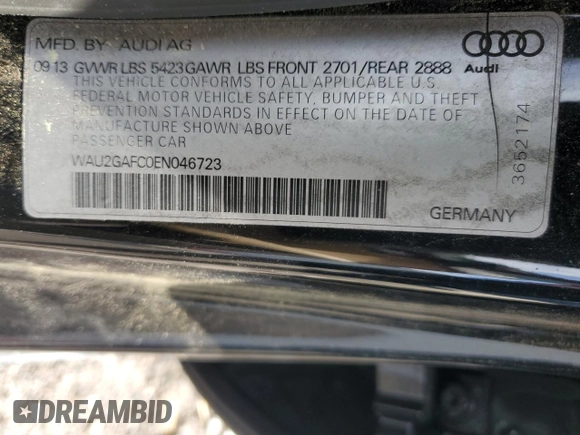 MFD. BY AUDI AG
09 13 GVWR LBS 5423 GAWR LBS FRONT 2701/REAR 2888
Audi
THIS VEHICLE CONFORMS TO ALL APPLICABLE U.S.
FEDERAL MOTOR VEHICLE SAFETY, BUMPER AND THEFT
PREVENTION STANDARDS IN EFFECT ON THE DATE OF
MANUFACTURE SHOWN ABOVE
PASSENGER CAR
WAU2GAFC0EN046723
3652174
GERMANY
DREAMBID